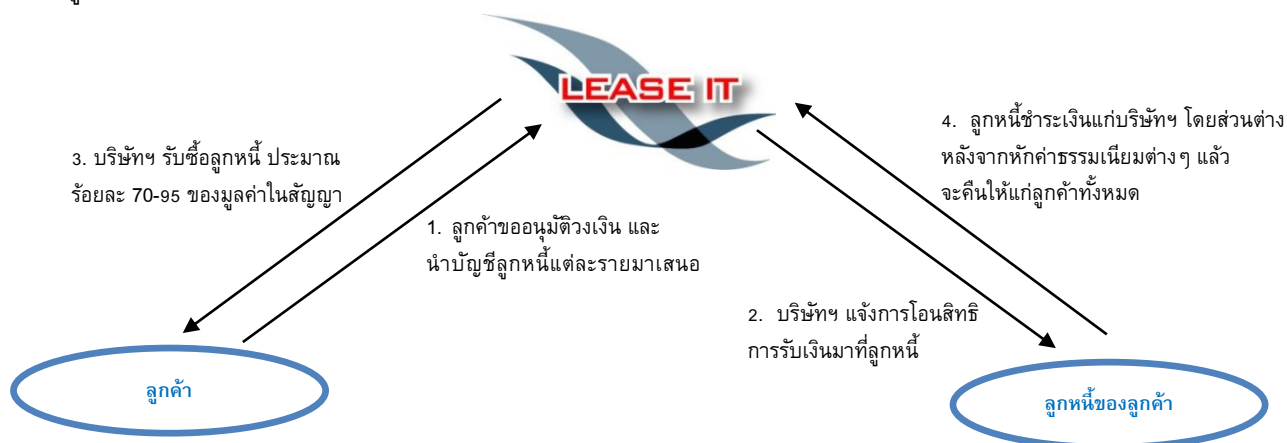 LEASE IT
4. ลูกหนี้ชำระเงินแก่บริษัทฯ โดยส่วนต่าง
หลังจากหักค่าธรรมเนียมต่างๆ แล้ว
จะคืนให้แก่ลูกค้าทั้งหมด
3. บริษัทฯ รับซื้อลูกหนี้ ประมาณ
ร้อยละ 70-95 ของมูลค่าในสัญญา
1. ลูกค้าขออนุมัติวงเงิน และ
นำบัญชีลูกหนี้แต่ละรายมาเสนอ
2. บริษัทฯ แจ้งการโอนสิทธิ
การรับเงินมาที่ลูกหนี้
ลูกค้า
ลูกหนี้ของลูกค้า